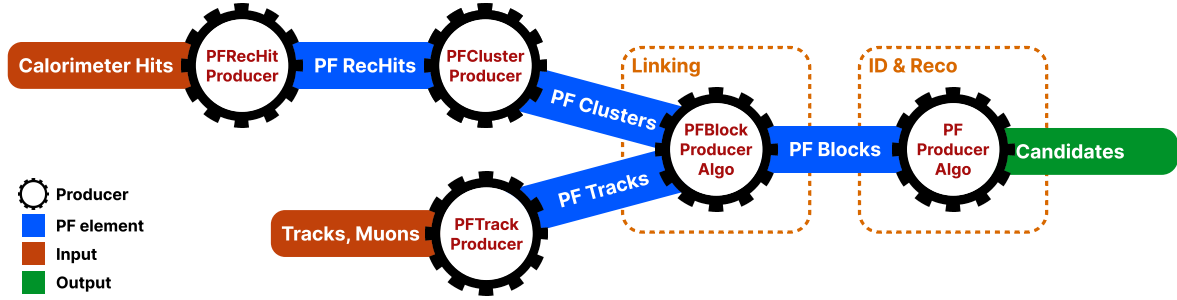 Calorimeter Hits
PFRecHit
Producer
PF RecHits
PFCluster
Producer
PF Clusters
Linking
PFBlock
Producer
Algo
PF Blocks
ID & Reco
PF
Producer
Algo
Candidates
Tracks, Muons
PFTrack
Producer
PF Tracks
Producer
PF element
Input
Output